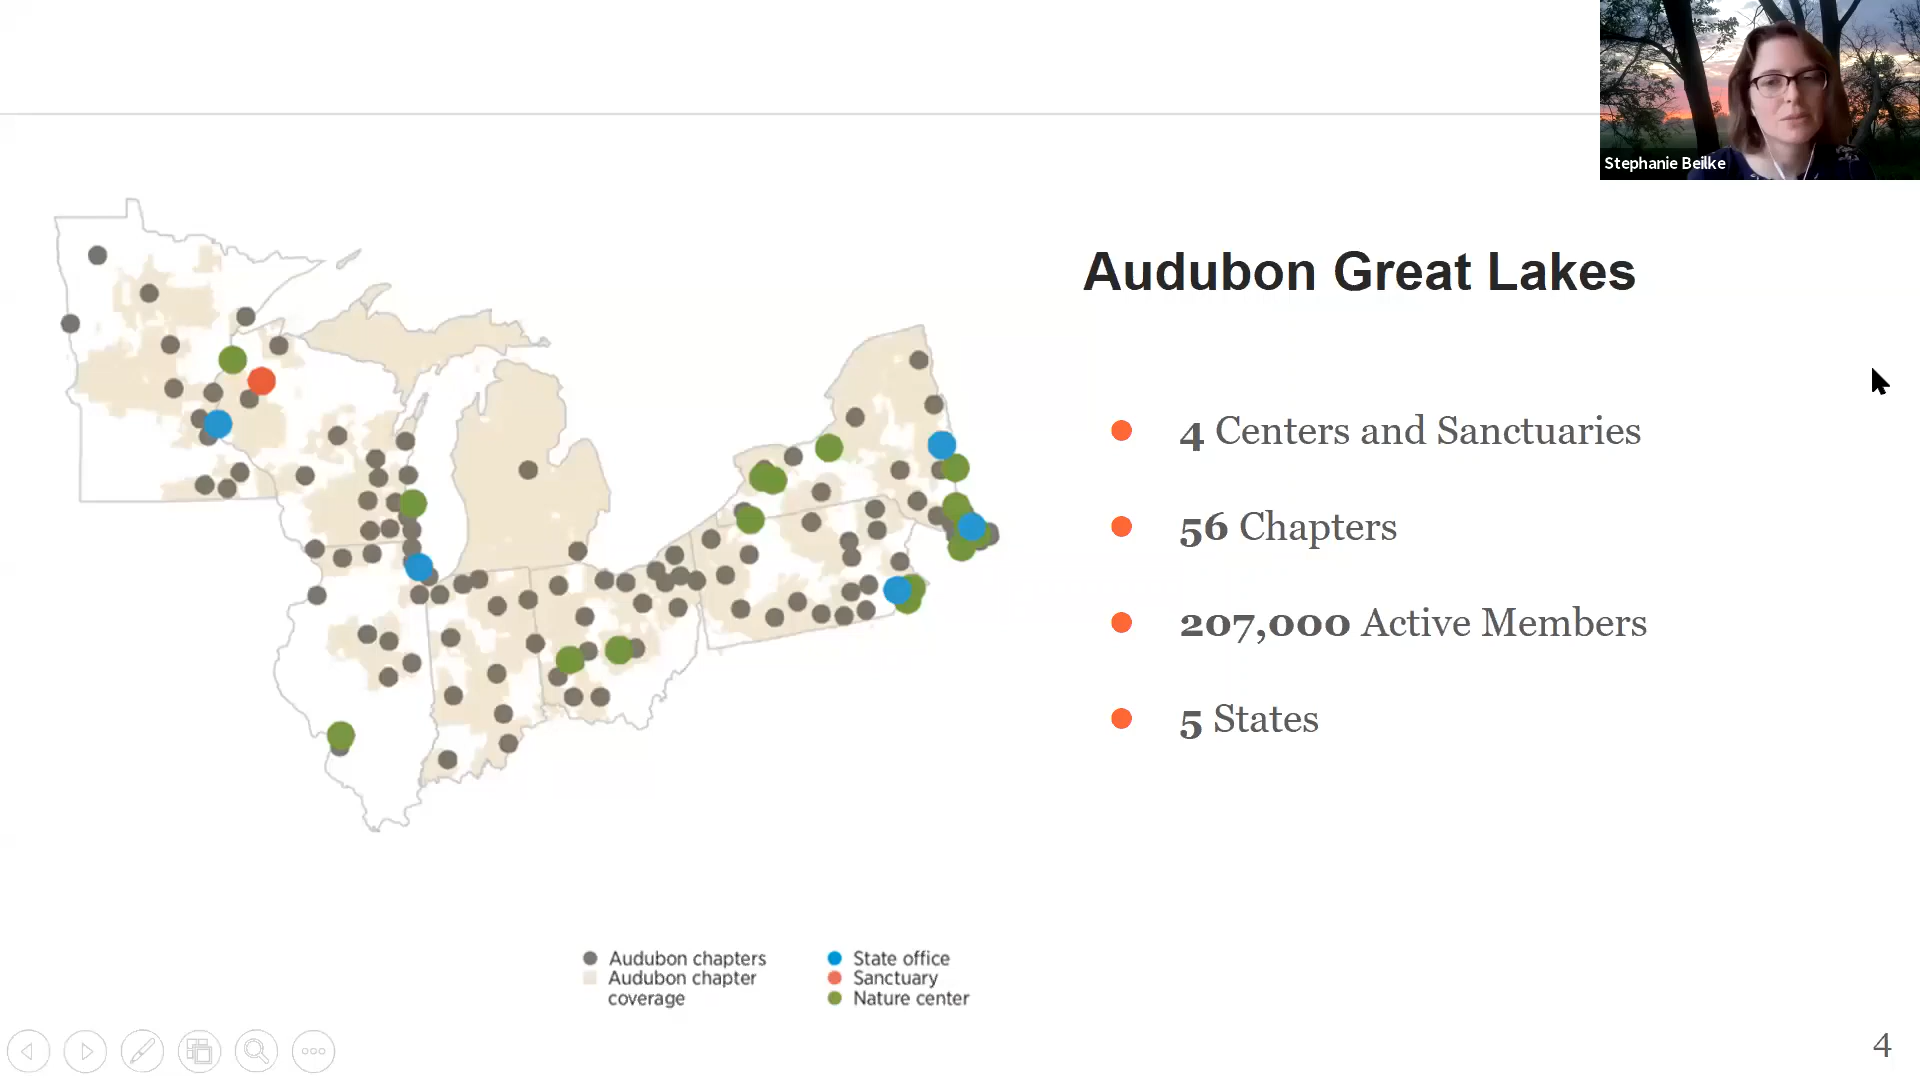 Stephanie Beilke
Audubon Great Lakes
4 Centers and Sanctuaries
56 Chapters
207,000 Active Members
5 States
Audubon chapters
Audubon chapter
coverage
State office
Sanctuary
Nature center
4